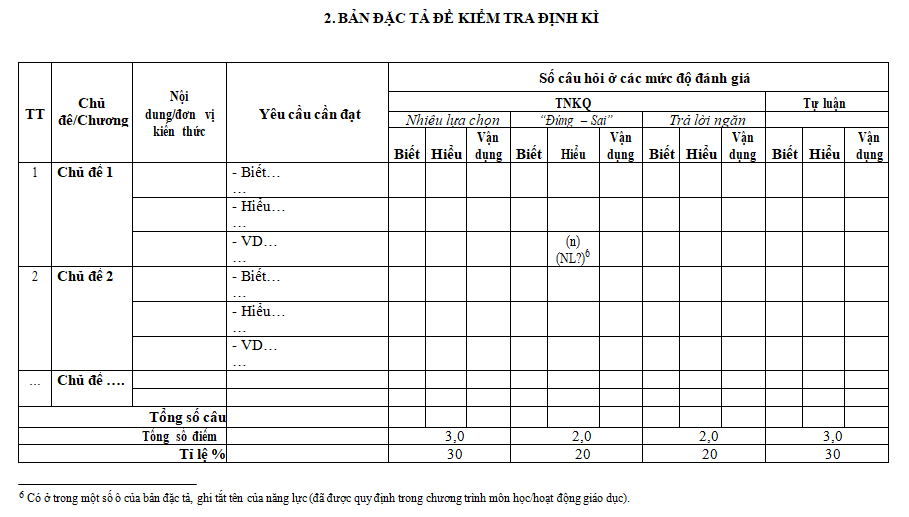 2. BẢN ĐẶC TẢ ĐỀ KIỂM TRA ĐỊNH KÌ
TT
Chủ đề/Chương
Nội dung/đơn vị kiến thức
Yêu cầu cần đạt
Số câu hỏi ở các mức độ đánh giá
TNKQ
Tự luận
Nhiều lựa chọn
“Đúng – Sai”
Trả lời ngắn
Biết Hiểu Vận dụng Biết Hiểu Vận dụng Biết Hiểu Vận dụng Biết Hiểu Vận dụng
1 Chủ đề 1 - Biết…
…
- Hiểu…
…
- VD… (n)
… (NL?)⁶
2 Chủ đề 2 - Biết…
…
- Hiểu…
…
- VD…
…
… Chủ đề ….
Tổng số câu
Tổng số điểm 3,0 2,0 2,0 3,0
Tỉ lệ % 30 20 20 30
⁶ Có ở trong một số ô của bản đặc tả, ghi tắt tên của năng lực (đã được quy định trong chương trình môn học/hoạt động giáo dục).